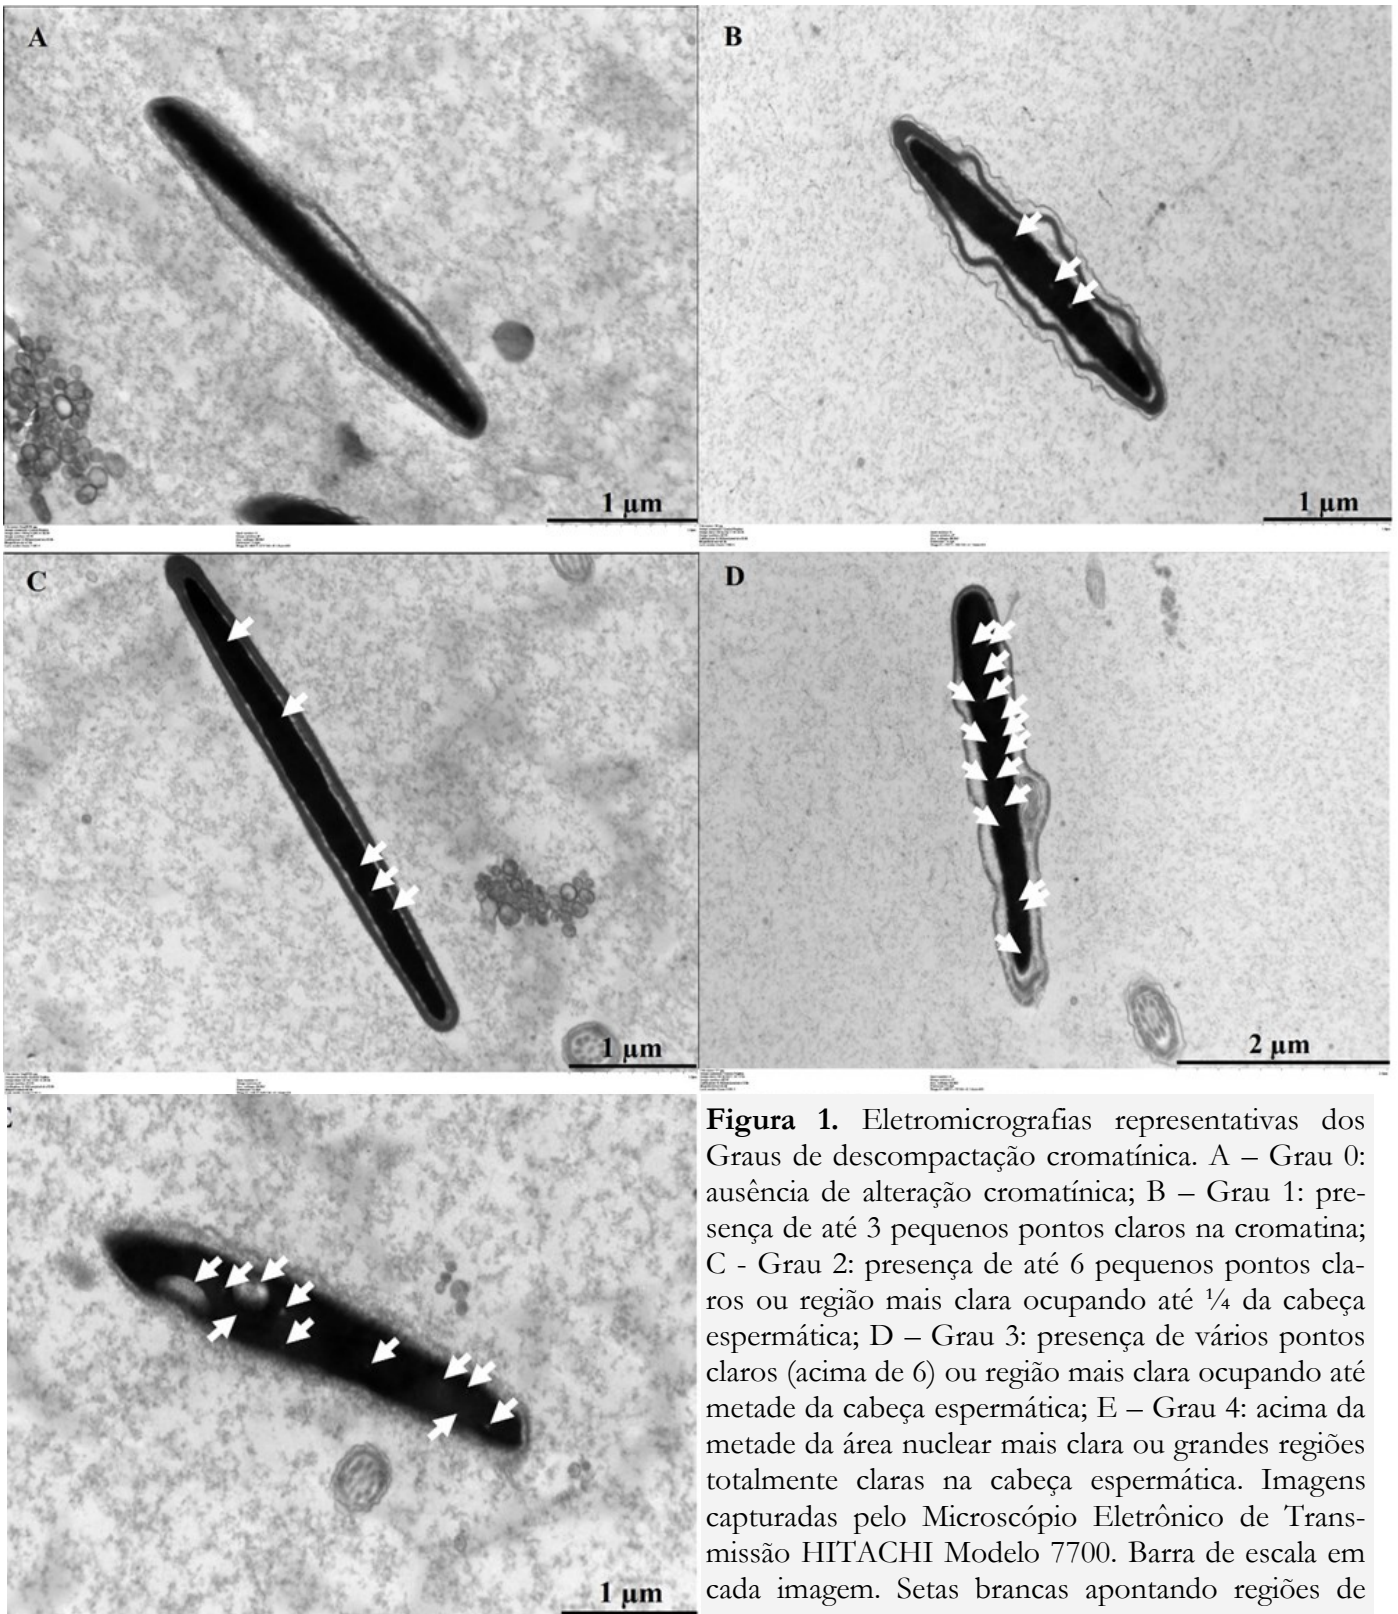 A
B
1 µm
1 µm
C
D
1 µm
2 µm
1 µm
Figura 1. Eletromicrografias representativas dos
Graus de descompactação cromatínica. A – Grau 0:
ausência de alteração cromatínica; B – Grau 1: pre-
sença de até 3 pequenos pontos claros na cromatina;
C - Grau 2: presença de até 6 pequenos pontos cla-
ros ou região mais clara ocupando até ¼ da cabeça
espermática; D – Grau 3: presença de vários pontos
claros (acima de 6) ou região mais clara ocupando até
metade da cabeça espermática; E – Grau 4: acima da
metade da área nuclear mais clara ou grandes regiões
totalmente claras na cabeça espermática. Imagens
capturadas pelo Microscópio Eletrônico de Trans-
missão HITACHI Modelo 7700. Barra de escala em
cada imagem. Setas brancas apontando regiões de